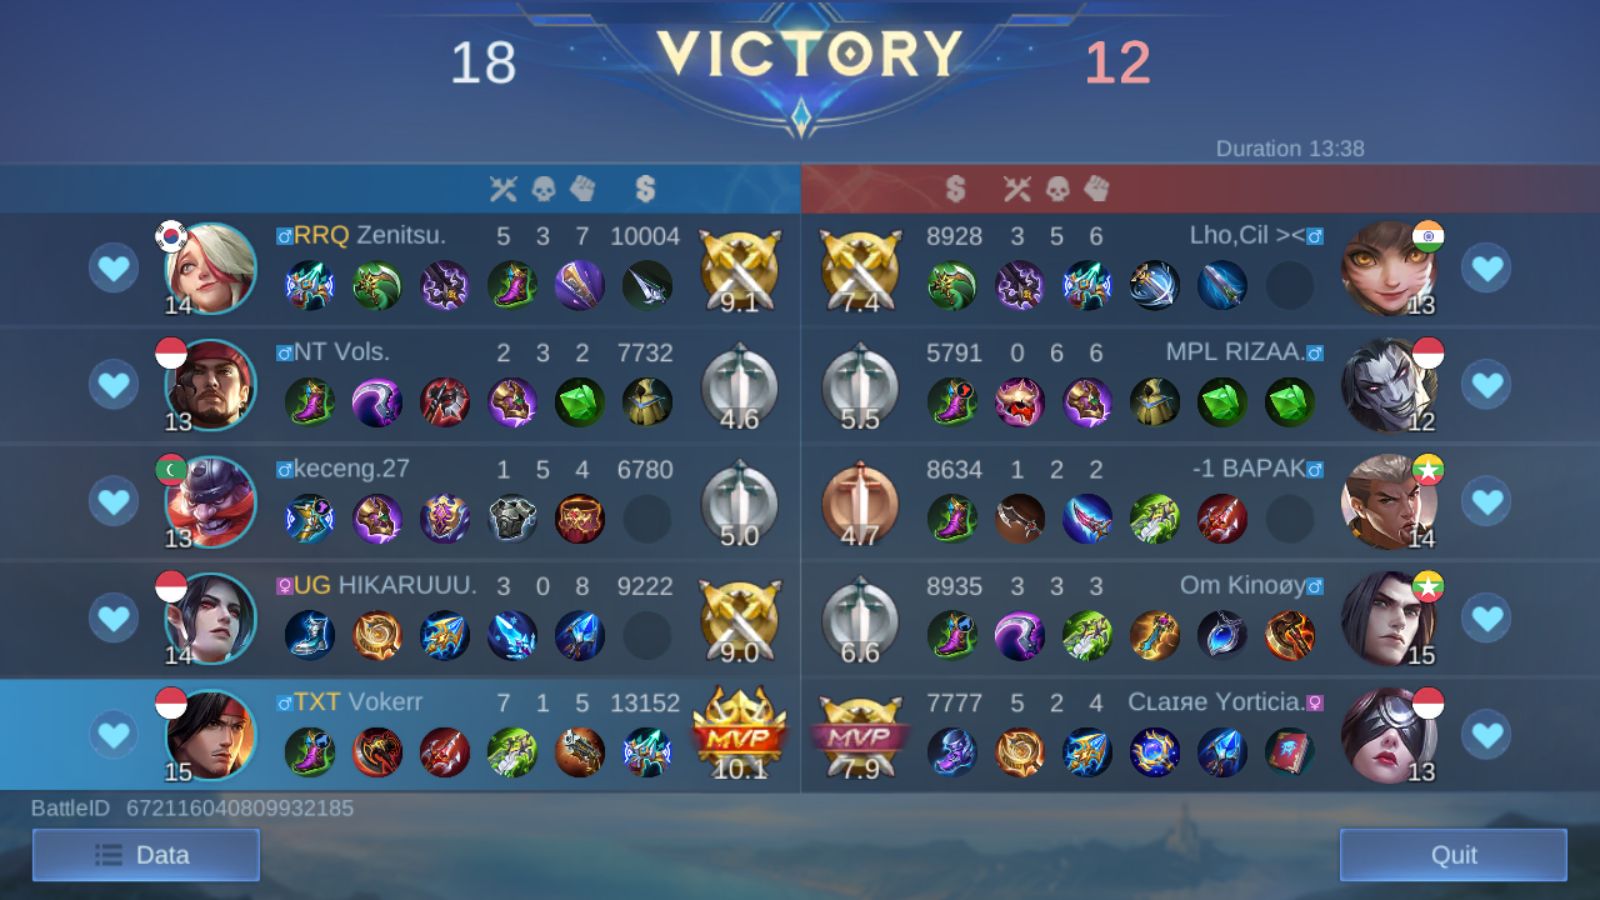 18 VICTORY 12
Duration 13:38
RRQ Zenitsu. 5 3 7 10004
14 9.1
8928 3 5 6 Lho,Cil ><
7.4 13
NT Vols. 2 3 2 7732
13 4.6
5791 0 6 6 MPL RIZAA.
5.5 12
keceng.27 1 5 4 6780
13 5.0
8634 1 2 2 -1 BAPAK
4.7 14
UG HIKARUUU. 3 0 8 9222
14 9.0
8935 3 3 3 Om Kinoøy
6.6 15
TXT Vokerr 7 1 5 13152
MVP
15 10.1
7777 5 2 4 CLaıяe Yorticia.
MVP
7.9 13
BattleID 672116040809932185
Data
Quit